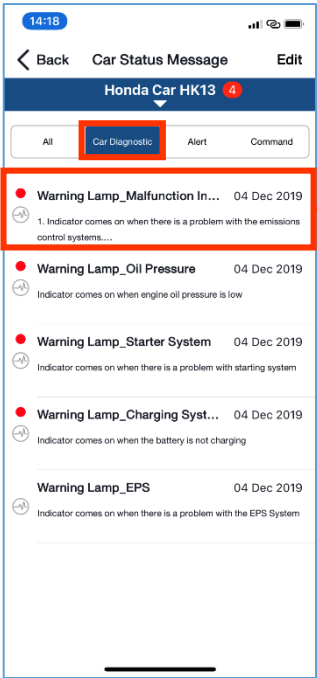 14:18
Back Car Status Message Edit
Honda Car HK13 4
All Car Diagnostic Alert Command
Warning Lamp_Malfunction In... 04 Dec 2019
1. Indicator comes on when there is a problem with the emissions
control systems....
Warning Lamp_Oil Pressure 04 Dec 2019
Indicator comes on when engine oil pressure is low
Warning Lamp_Starter System 04 Dec 2019
Indicator comes on when there is a problem with starting system
Warning Lamp_Charging Syst... 04 Dec 2019
Indicator comes on when the battery is not charging
Warning Lamp_EPS 04 Dec 2019
Indicator comes on when there is a problem with the EPS System